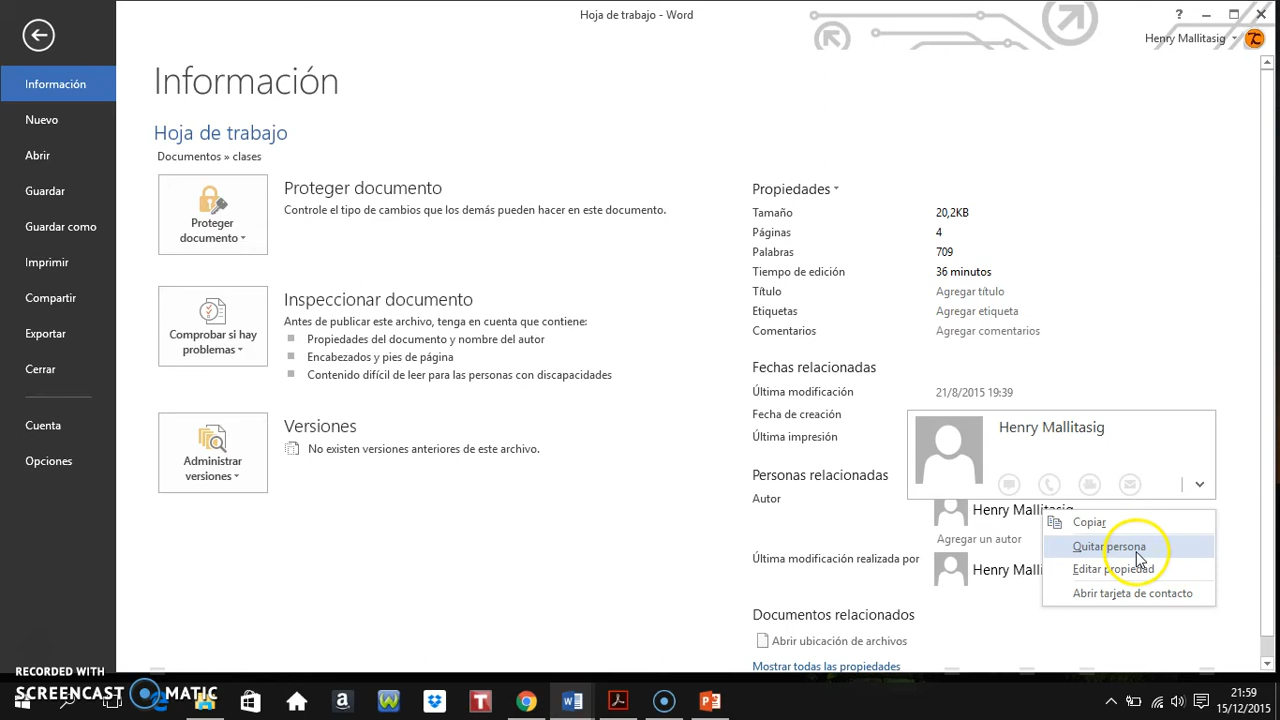 Hoja de trabajo - Word
?
Henry Mallitasig
Información
Nuevo
Abrir
Guardar
Guardar como
Imprimir
Compartir
Exportar
Cerrar
Cuenta
Opciones
Información
Hoja de trabajo
Documentos » clases
Proteger
documento
Proteger documento
Controle el tipo de cambios que los demás pueden hacer en este documento.
Comprobar si hay
problemas
Inspeccionar documento
Antes de publicar este archivo, tenga en cuenta que contiene:
Propiedades del documento y nombre del autor
Encabezados y pies de página
Contenido difícil de leer para las personas con discapacidades
Administrar
versiones
Versiones
No existen versiones anteriores de este archivo.
Propiedades
Tamaño 20,2KB
Páginas 4
Palabras 709
Tiempo de edición 36 minutos
Título Agregar título
Etiquetas Agregar etiqueta
Comentarios Agregar comentarios
Fechas relacionadas
Última modificación 21/8/2015 19:39
Fecha de creación
Última impresión
Henry Mallitasig
Personas relacionadas
Autor
Henry Mallitasig
Agregar un autor
Última modificación realizada por
Henry Malli
Copiar
Quitar persona
Editar propiedad
Abrir tarjeta de contacto
Documentos relacionados
Abrir ubicación de archivos
Mostrar todas las propiedades
RECORDED WITH
SCREENCAST MATIC
21:59
15/12/2015